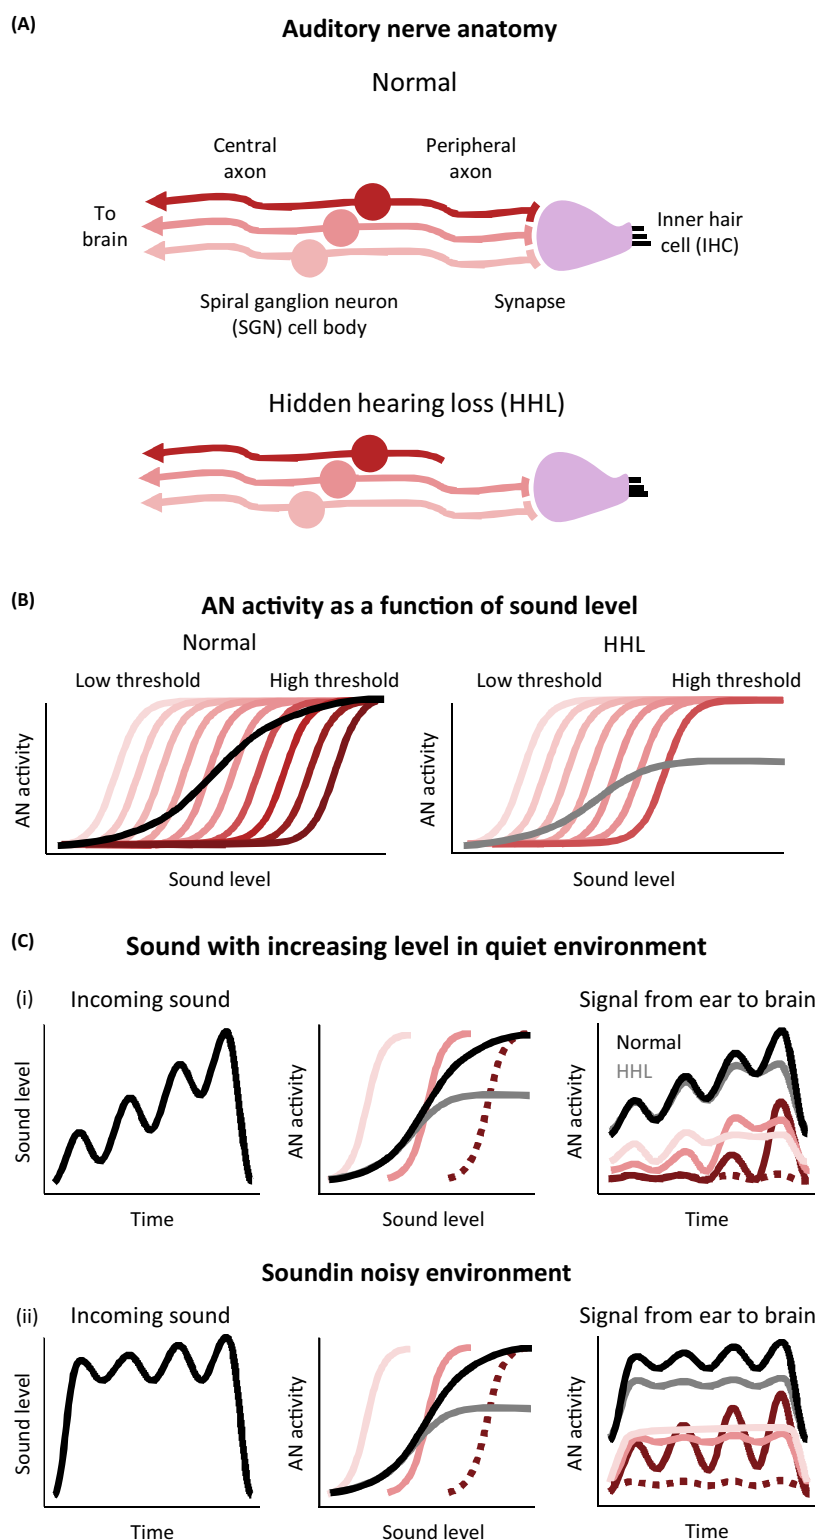 (A)
Auditory nerve anatomy
Normal
Central
axon
Peripheral
axon
To
brain
Inner hair
cell (IHC)
Spiral ganglion neuron
(SGN) cell body
Synapse
Hidden hearing loss (HHL)
(B)
AN activity as a function of sound level
Normal
HHL
Low threshold
High threshold
Low threshold
High threshold
AN activity
Sound level
AN activity
Sound level
(C)
Sound with increasing level in quiet environment
(i)
Incoming sound
Signal from ear to brain
Sound level
Time
AN activity
Sound level
Normal
HHL
AN activity
Time
Soundin noisy environment
(ii)
Incoming sound
Signal from ear to brain
Sound level
Time
AN activity
Sound level
AN activity
Time